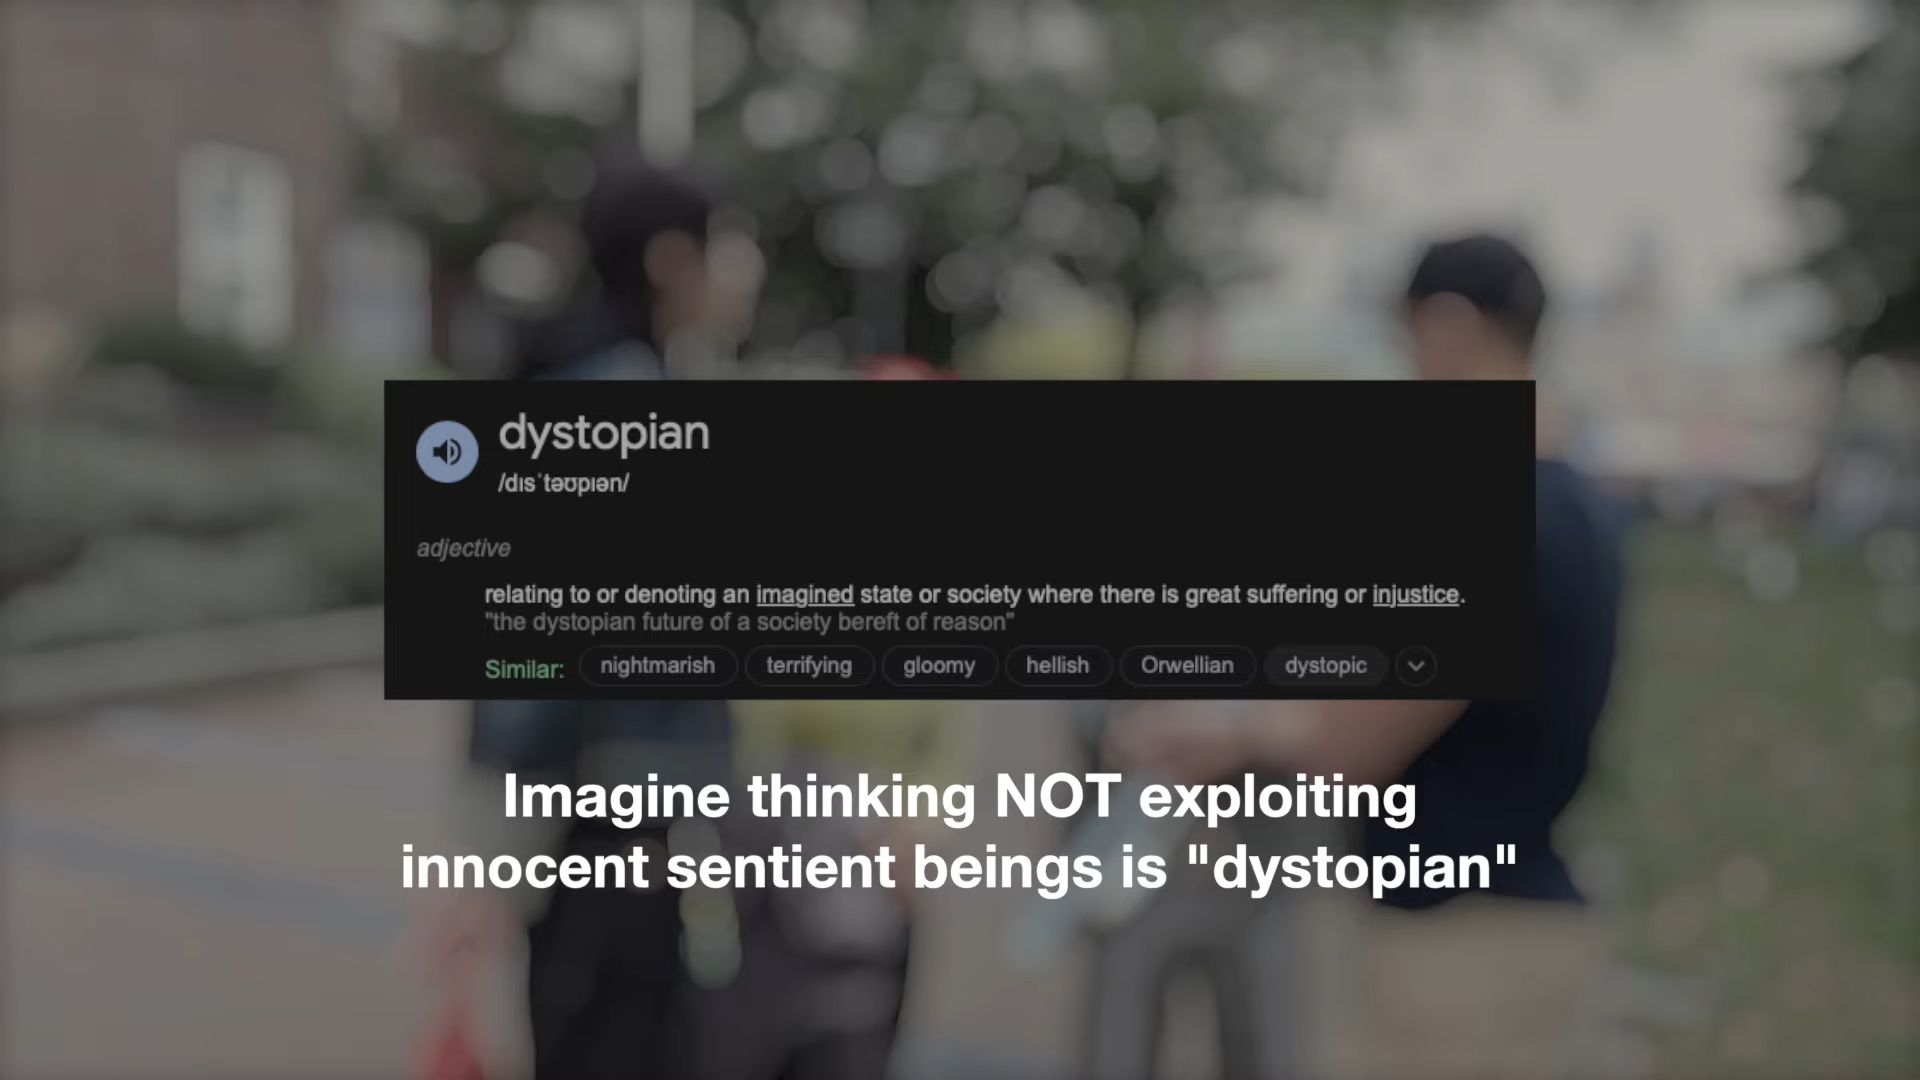 dystopian
/dɪsˈtəʊpɪən/
adjective
relating to or denoting an imagined state or society where there is great suffering or injustice.
"the dystopian future of a society bereft of reason"
Similar: nightmarish terrifying gloomy hellish Orwellian dystopic
Imagine thinking NOT exploiting
innocent sentient beings is "dystopian"